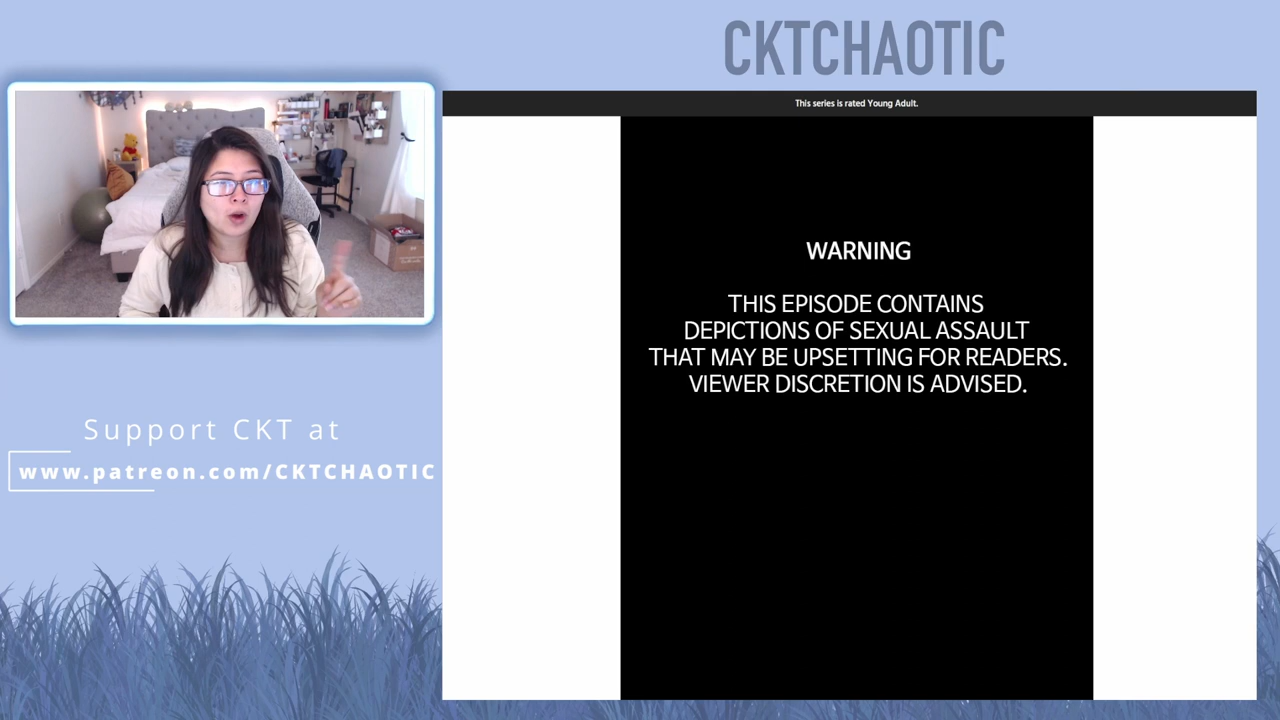 CKTCHAOTIC
This series is rated Young Adult.
WARNING
THIS EPISODE CONTAINS
DEPICTIONS OF SEXUAL ASSAULT
THAT MAY BE UPSETTING FOR READERS.
VIEWER DISCRETION IS ADVISED.
Support CKT at
www.patreon.com/CKTCHAOTIC